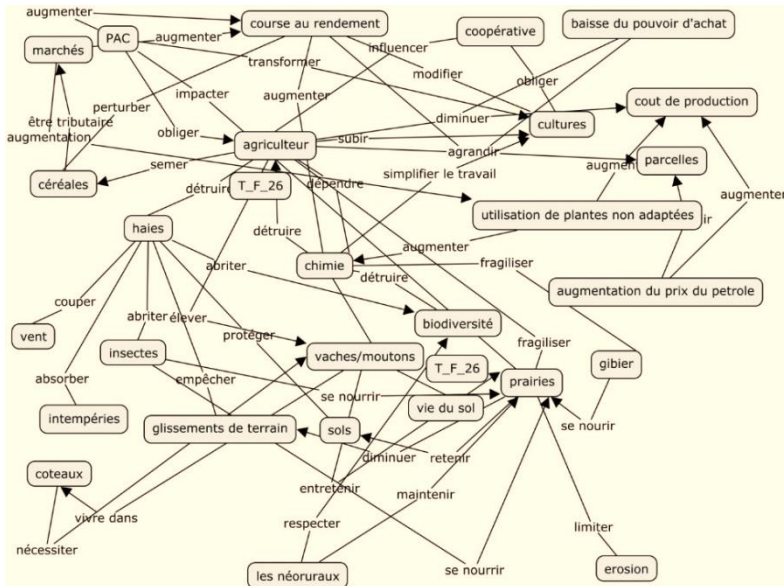 augmenter
course au rendement
coopérative
baisse du pouvoir d'achat
PAC
augmenter
influencer
marchés
transformer
modifier
obliger
impacter
augmenter
être tributaire
perturber
diminuer
cout de production
augmentation
obliger
agriculteur
subir
cultures
agrandir
semer
simplifier le travail
parcelles
céréales
détruire
T_F_26
dépendre
augmenter
utilisation de plantes non adaptées
haies
détruire
chimie
augmenter
fragiliser
abriter
détruire
augmentation du prix du petrole
couper
vent
abriter
élever
protéger
biodiversité
fragiliser
insectes
vaches/moutons
T_F_26
gibier
absorber
empêcher
se nourrir
prairies
intempéries
vie du sol
se nourir
glissements de terrain
sols
diminuer
retenir
coteaux
entretenir
maintenir
vivre dans
respecter
limiter
nécessiter
se nourrir
les néoruraux
erosion